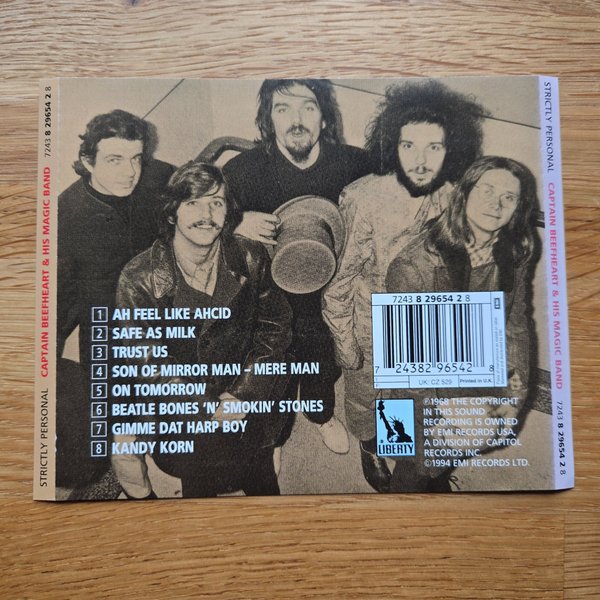 STRICTLY PERSONAL CAPTAIN BEEFHEART & HIS MAGIC BAND 7243 8 29654 2 8
1 AH FEEL LIKE AHCID
2 SAFE AS MILK
3 TRUST US
4 SON OF MIRROR MAN – MERE MAN
5 ON TOMORROW
6 BEATLE BONES 'N' SMOKIN' STONES
7 GIMME DAT HARP BOY
8 KANDY KORN
7243 8 29654 2 8
7 24382 96542 8
UK: CZ 529
Printed in U.K.
EMI
LIBERTY
℗1968 THE COPYRIGHT
IN THIS SOUND
RECORDING IS OWNED
BY EMI RECORDS USA,
A DIVISION OF CAPITOL
RECORDS INC.
©1994 EMI RECORDS LTD.
STRICTLY PERSONAL CAPTAIN BEEFHEART & HIS MAGIC BAND 7243 8 29654 2 8